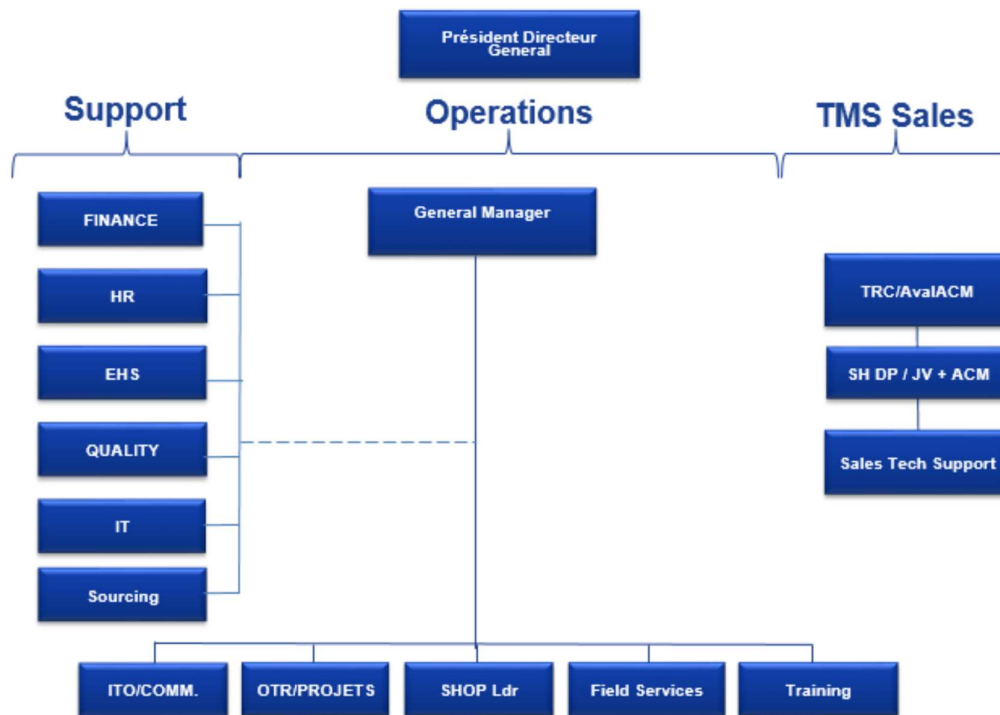 Président Directeur
General
Support
Operations
TMS Sales
FINANCE
HR
EHS
QUALITY
IT
Sourcing
General Manager
TRC/AvalACM
SH DP / JV + ACM
Sales Tech Support
ITO/COMM.
OTR/PROJETS
SHOP Ldr
Field Services
Training